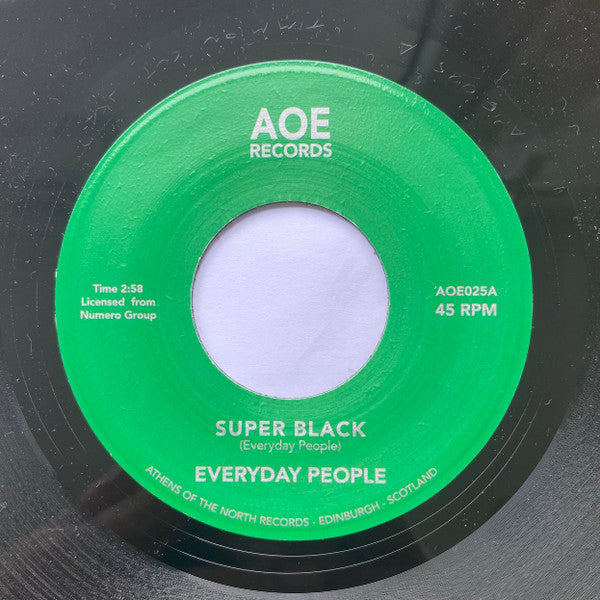 AOE
RECORDS
Time 2:58
Licensed from
Numero Group
AOE025A
45 RPM
SUPER BLACK
(Everyday People)
EVERYDAY PEOPLE
ATHENS OF THE NORTH RECORDS - EDINBURGH - SCOTLAND